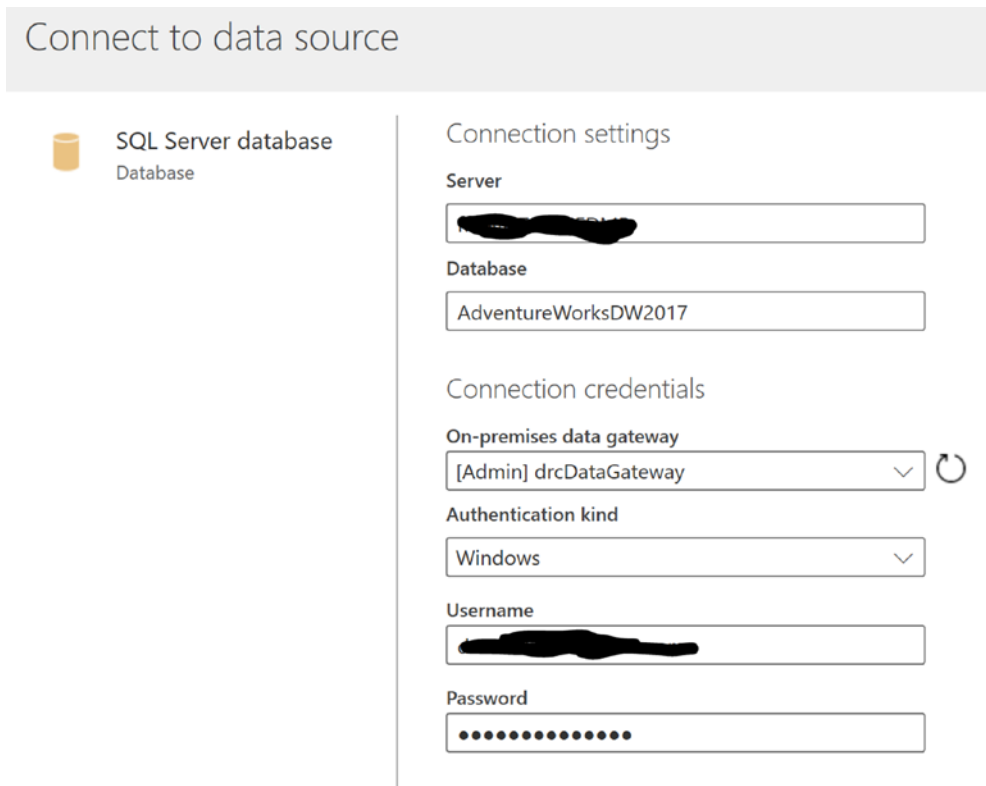 Connect to data source
SQL Server database
Database
Connection settings
Server
Database
AdventureWorksDW2017
Connection credentials
On-premises data gateway
[Admin] drcDataGateway
Authentication kind
Windows
Username
Password
●●●●●●●●●●●●●●